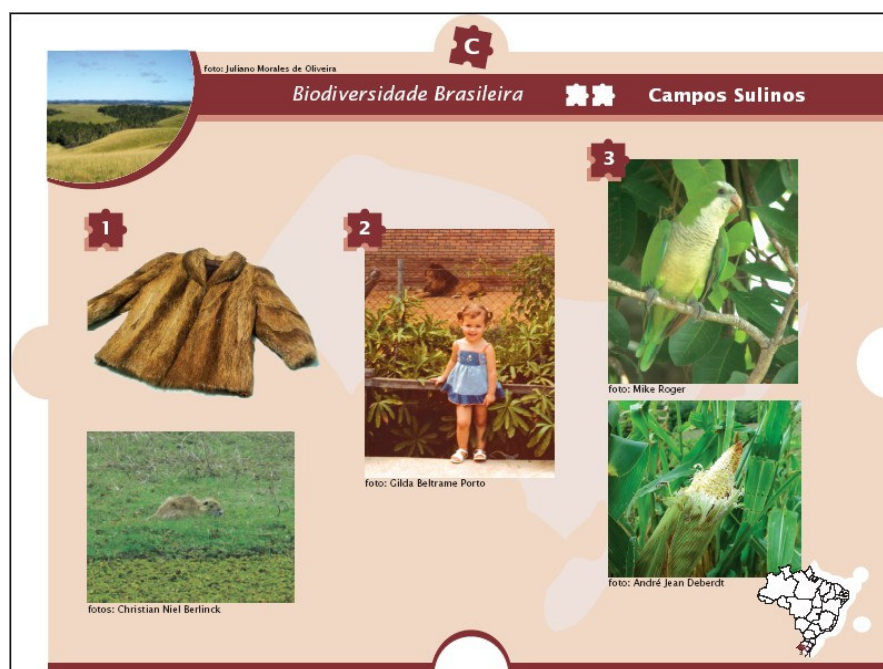 C
foto: Juliano Morales de Oliveira
Biodiversidade Brasileira Campos Sulinos
1
2
3
foto: Mike Roger
foto: Gilda Beltrame Porto
foto: André Jean Deberdt
fotos: Christian Niel Berlinck